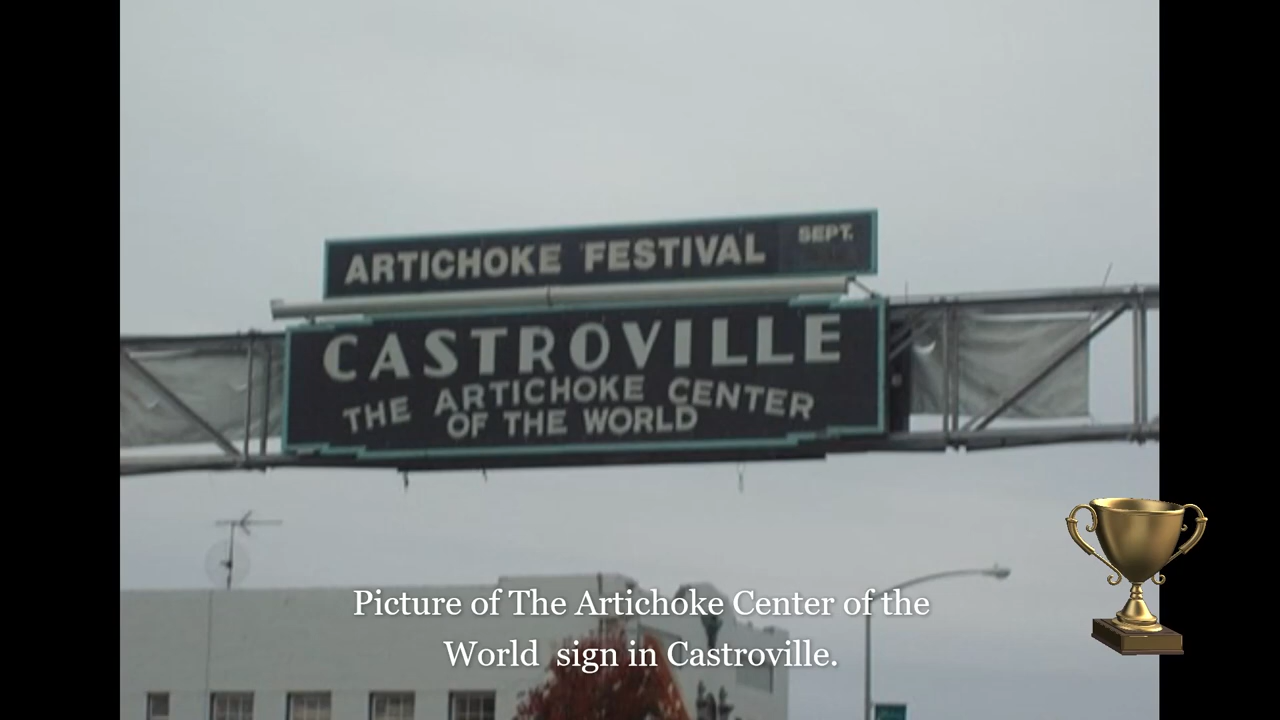 ARTICHOKE FESTIVAL SEPT.
CASTROVILLE
THE ARTICHOKE CENTER
OF THE WORLD
Picture of The Artichoke Center of the
World  sign in Castroville.